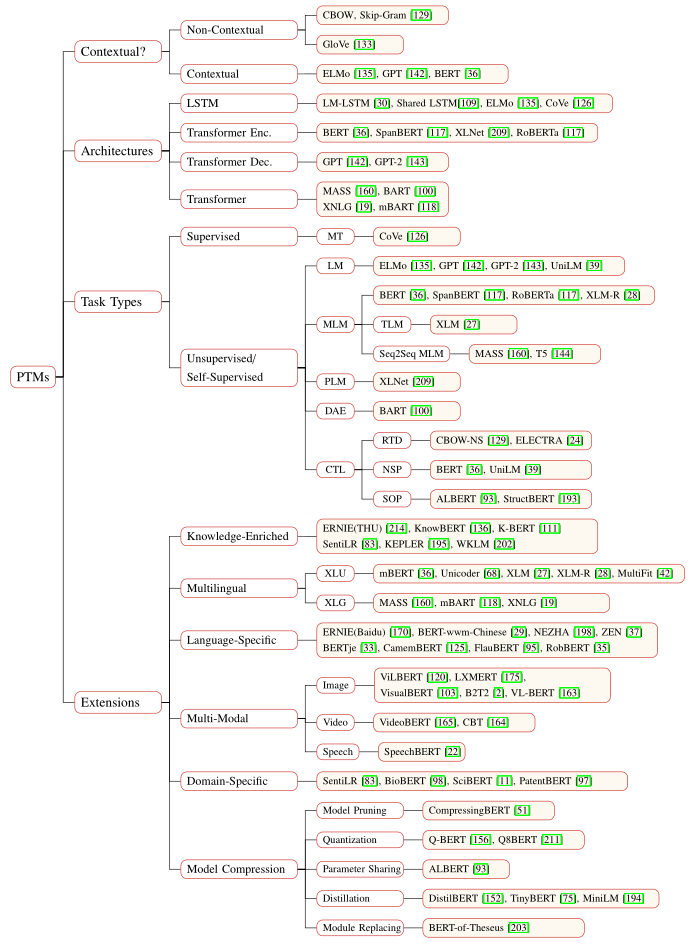 PTMs
Contextual?
Non-Contextual
CBOW, Skip-Gram [129]
GloVe [133]
Contextual
ELMo [135], GPT [142], BERT [36]
Architectures
LSTM
LM-LSTM [30], Shared LSTM[109], ELMo [135], CoVe [126]
Transformer Enc.
BERT [36], SpanBERT [117], XLNet [209], RoBERTa [117]
Transformer Dec.
GPT [142], GPT-2 [143]
Transformer
MASS [160], BART [100]
XNLG [19], mBART [118]
Task Types
Supervised
MT
CoVe [126]
Unsupervised/
Self-Supervised
LM
ELMo [135], GPT [142], GPT-2 [143], UniLM [39]
MLM
BERT [36], SpanBERT [117], RoBERTa [117], XLM-R [28]
TLM
XLM [27]
Seq2Seq MLM
MASS [160], T5 [144]
PLM
XLNet [209]
DAE
BART [100]
CTL
RTD
CBOW-NS [129], ELECTRA [24]
NSP
BERT [36], UniLM [39]
SOP
ALBERT [93], StructBERT [193]
Extensions
Knowledge-Enriched
ERNIE(THU) [214], KnowBERT [136], K-BERT [111]
SentiLR [83], KEPLER [195], WKLM [202]
Multilingual
XLU
mBERT [36], Unicoder [68], XLM [27], XLM-R [28], MultiFit [42]
XLG
MASS [160], mBART [118], XNLG [19]
Language-Specific
ERNIE(Baidu) [170], BERT-wwm-Chinese [29], NEZHA [198], ZEN [37]
BERTje [33], CamemBERT [125], FlauBERT [95], RobBERT [35]
Multi-Modal
Image
ViLBERT [120], LXMERT [175],
VisualBERT [103], B2T2 [2], VL-BERT [163]
Video
VideoBERT [165], CBT [164]
Speech
SpeechBERT [22]
Domain-Specific
SentiLR [83], BioBERT [98], SciBERT [11], PatentBERT [97]
Model Compression
Model Pruning
CompressingBERT [51]
Quantization
Q-BERT [156], Q8BERT [211]
Parameter Sharing
ALBERT [93]
Distillation
DistilBERT [152], TinyBERT [75], MiniLM [194]
Module Replacing
BERT-of-Theseus [203]